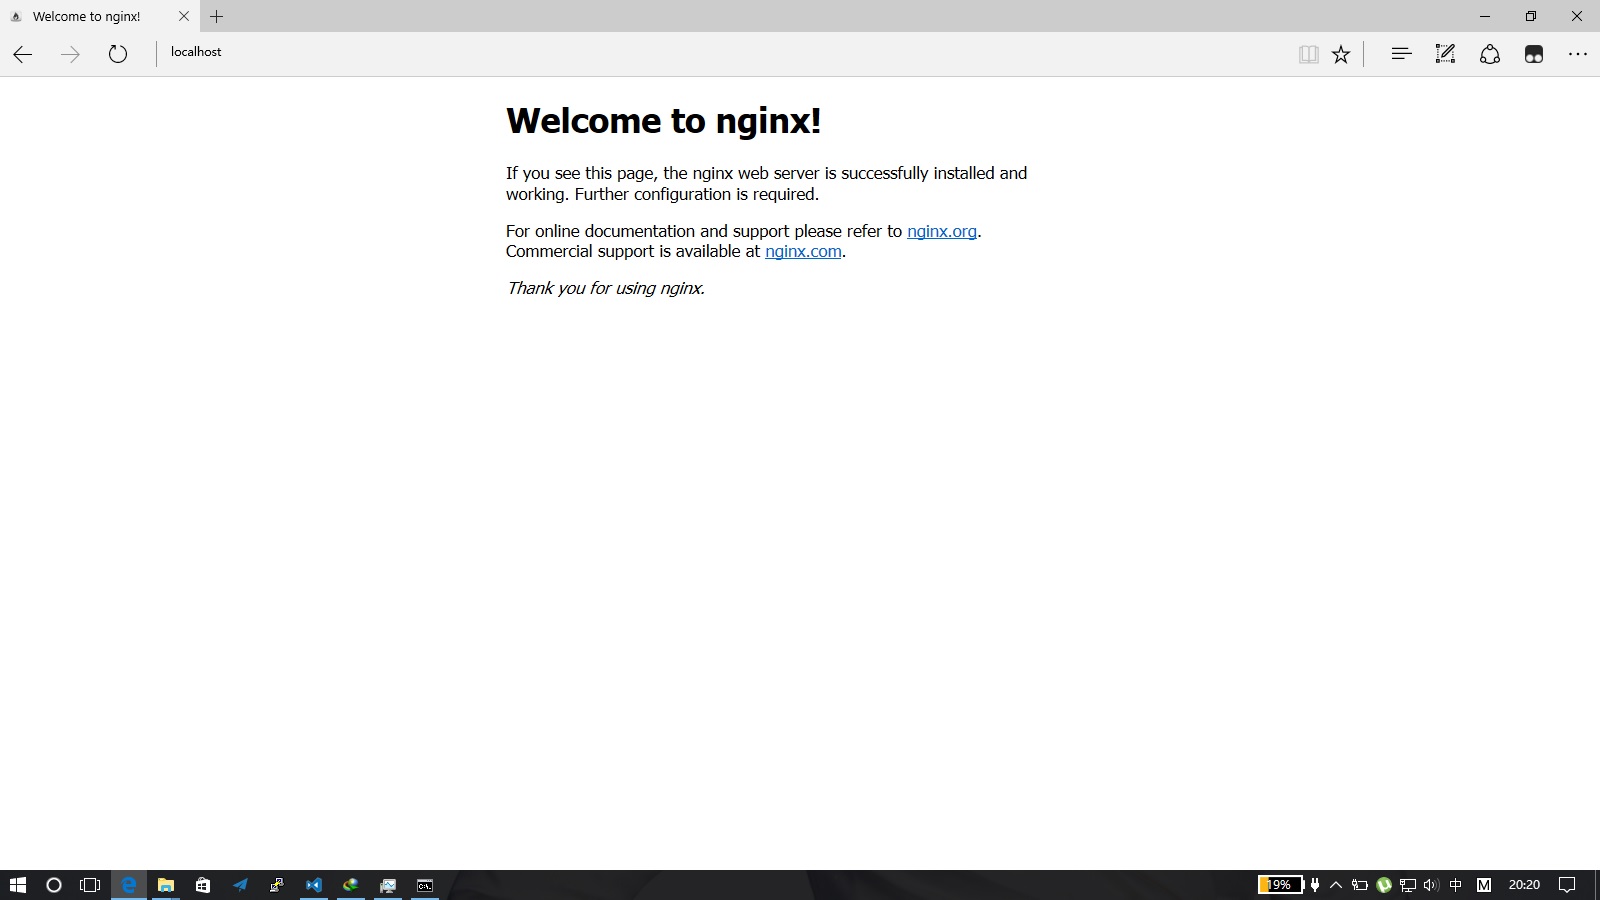 Welcome to nginx!
localhost
Welcome to nginx!
If you see this page, the nginx web server is successfully installed and
working. Further configuration is required.
For online documentation and support please refer to nginx.org.
Commercial support is available at nginx.com.
Thank you for using nginx.
19%
中
M
20:20